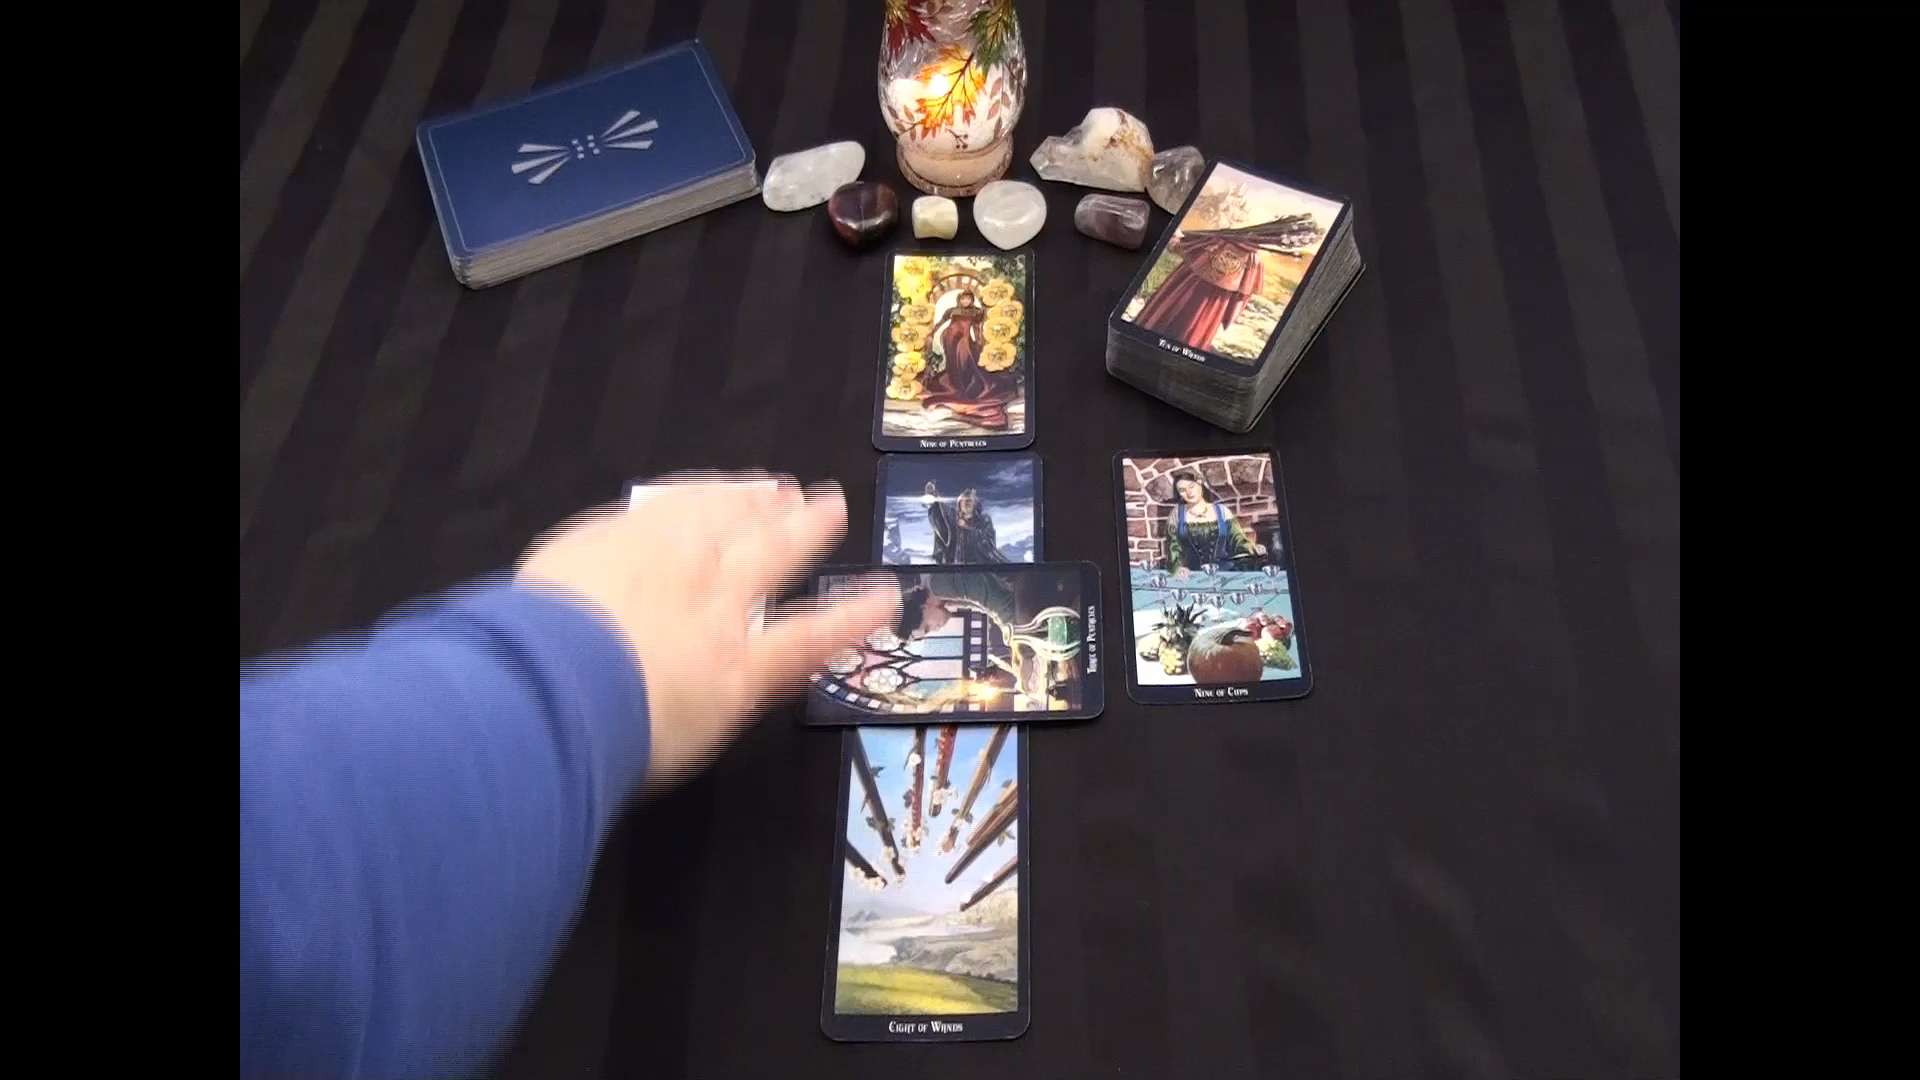 Ten of Wands
Nine of Pentacles
Three of Pentacles
Nine of Cups
Eight of Wands